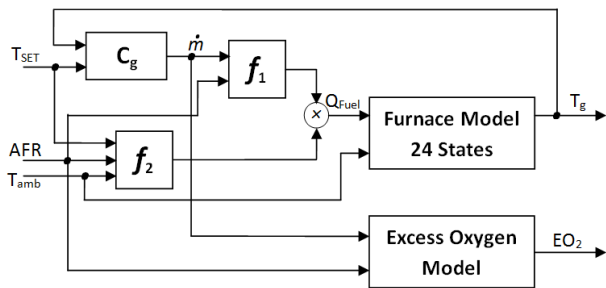 ṁ
T_SET
C_g
f_1
Q_Fuel
×
Furnace Model
24 States
T_g
AFR
T_amb
f_2
Excess Oxygen
Model
EO_2